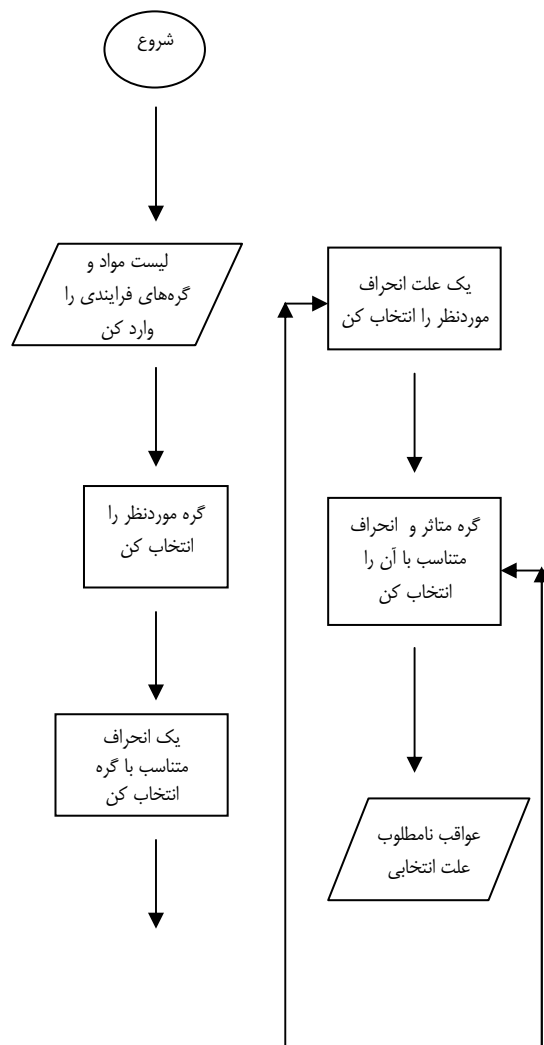 شروع
لیست مواد و
گره‌های فرایندی را
وارد کن
گره موردنظر را
انتخاب کن
یک انحراف
متناسب با گره
انتخاب کن
یک علت انحراف
موردنظر را انتخاب کن
گره متاثر و انحراف
متناسب با آن را
انتخاب کن
عواقب نامطلوب
علت انتخابی